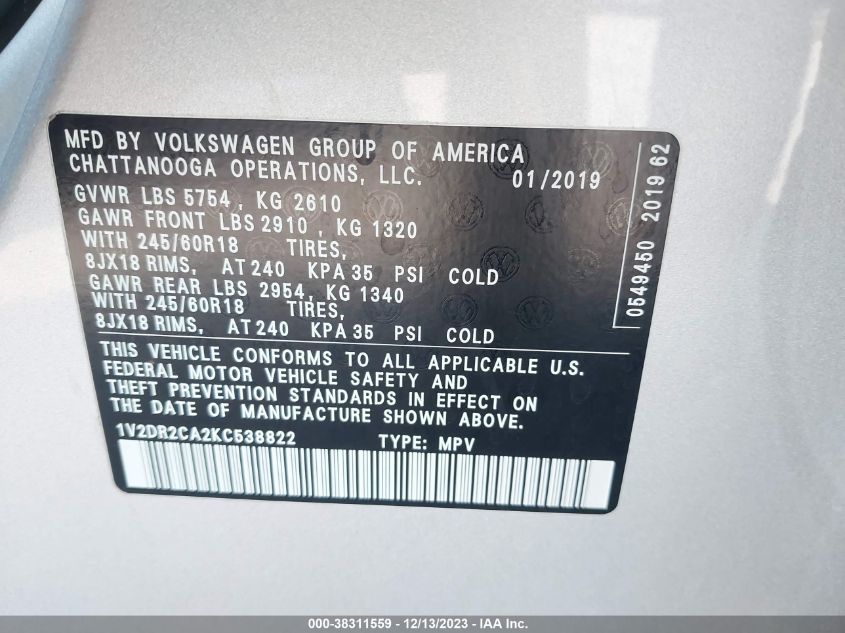 MFD BY VOLKSWAGEN GROUP OF AMERICA
CHATTANOOGA OPERATIONS, LLC. 01/2019
GVWR LBS 5754 , KG 2610
GAWR FRONT LBS 2910 , KG 1320
WITH 245/60R18 TIRES,
8JX18 RIMS, AT 240 KPA 35 PSI COLD
GAWR REAR LBS 2954, KG 1340
WITH 245/60R18 TIRES,
8JX18 RIMS, AT 240 KPA 35 PSI COLD
THIS VEHICLE CONFORMS TO ALL APPLICABLE U.S.
FEDERAL MOTOR VEHICLE SAFETY AND
THEFT PREVENTION STANDARDS IN EFFECT ON
THE DATE OF MANUFACTURE SHOWN ABOVE.
1V2DR2CA2KC538822 TYPE: MPV
0549450 2019 62
000-38311559 - 12/13/2023 - IAA Inc.